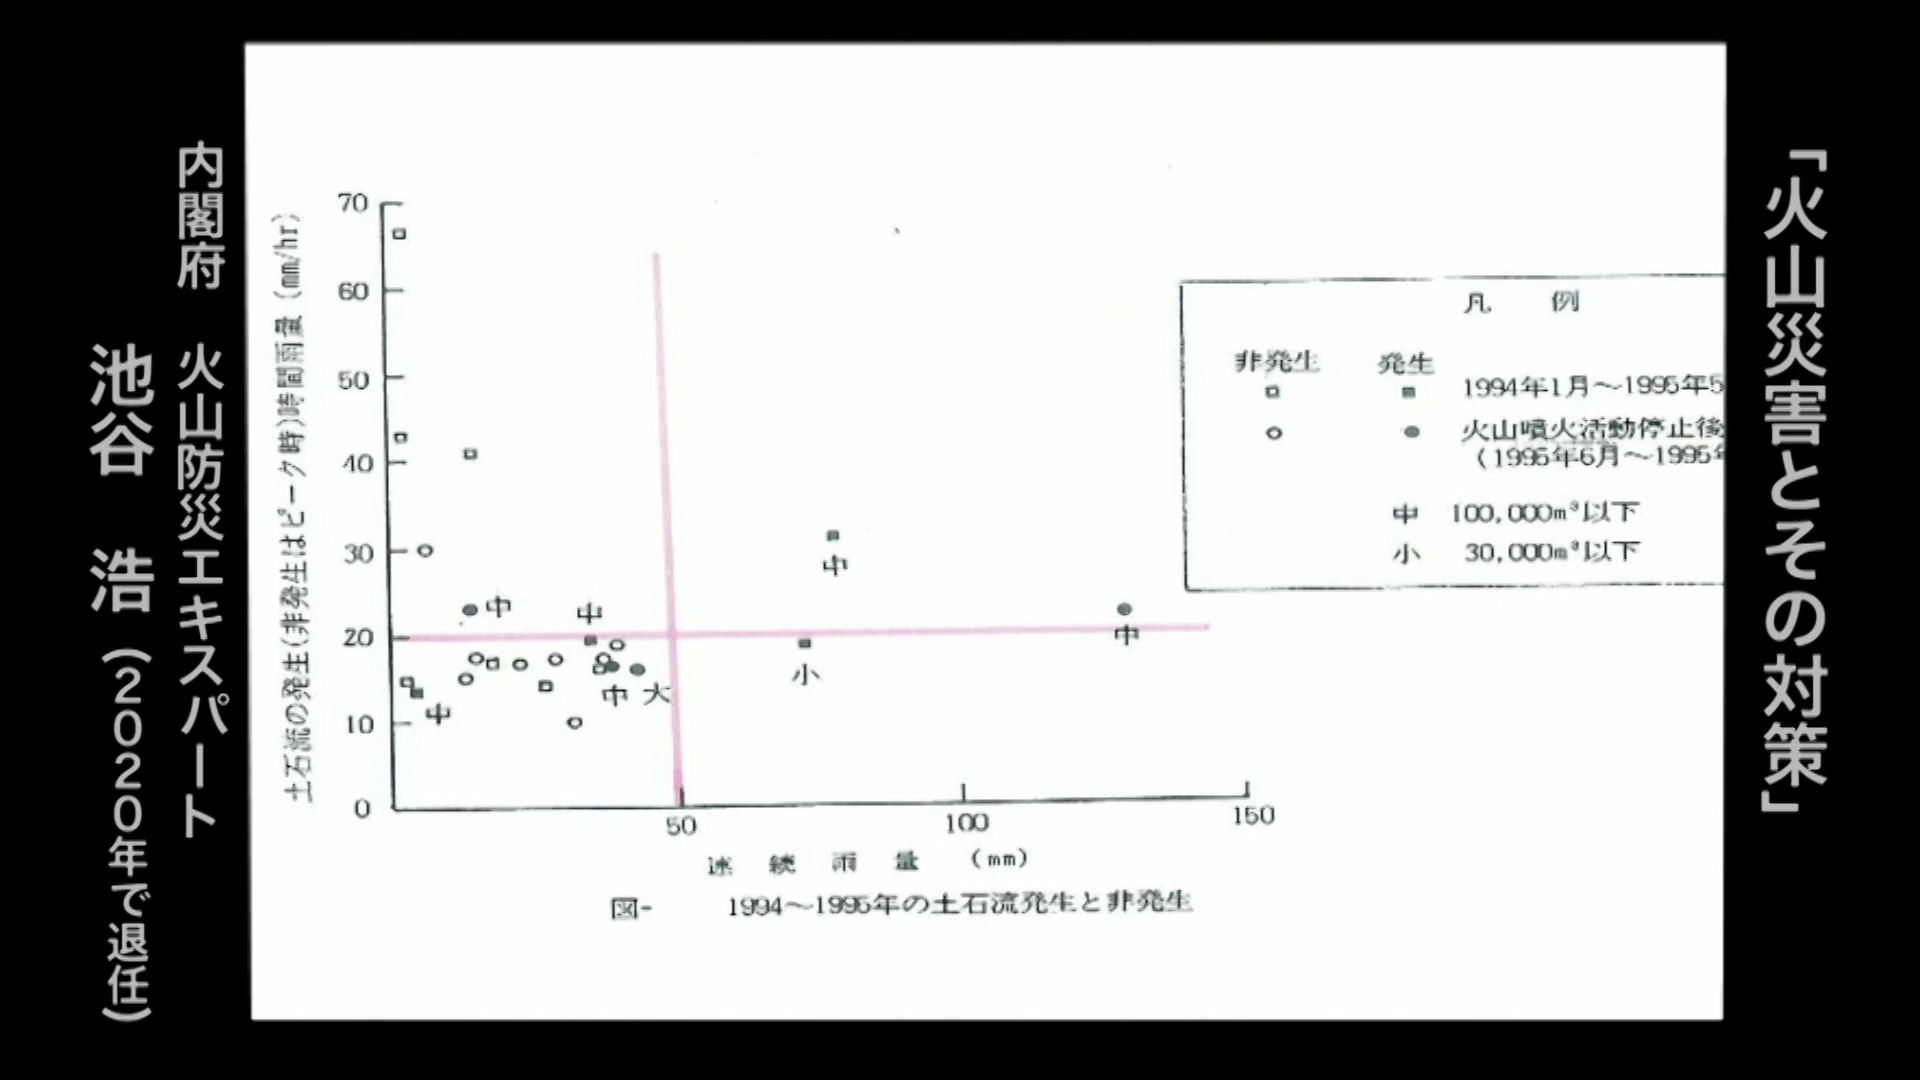 「火山災害とその対策」
内閣府 火山防災エキスパート
池谷 浩(2020年で退任)
土石流の発生(非発生はピーク時)時間雨量(mm/hr)
70
60
50
40
30
20
10
0
50
100
150
中
中
中
中
中
大
小
中
連続雨量 (mm)
図- 1994～1995年の土石流発生と非発生
凡 例
非発生 発生
1994年1月～1995年5
火山噴火活動停止後
(1995年6月～1995年
中 100,000m³以下
小 30,000m³以下